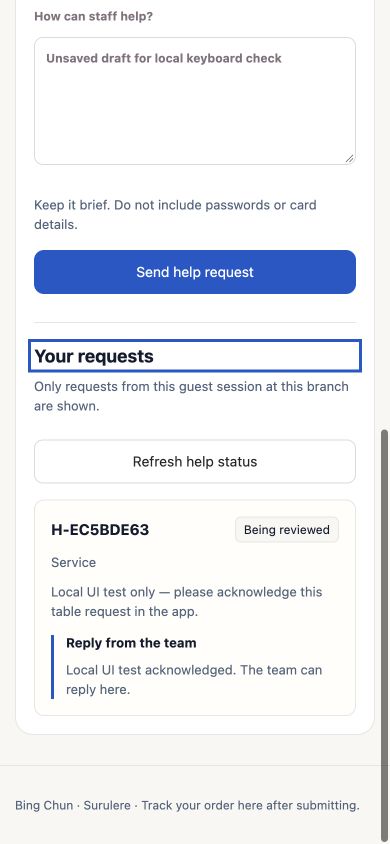 How can staff help?
Unsaved draft for local keyboard check
Keep it brief. Do not include passwords or card
details.
Send help request
Your requests
Only requests from this guest session at this branch
are shown.
Refresh help status
H-EC5BDE63
Being reviewed
Service
Local UI test only — please acknowledge this
table request in the app.
Reply from the team
Local UI test acknowledged. The team can
reply here.
Bing Chun · Surulere · Track your order here after submitting.